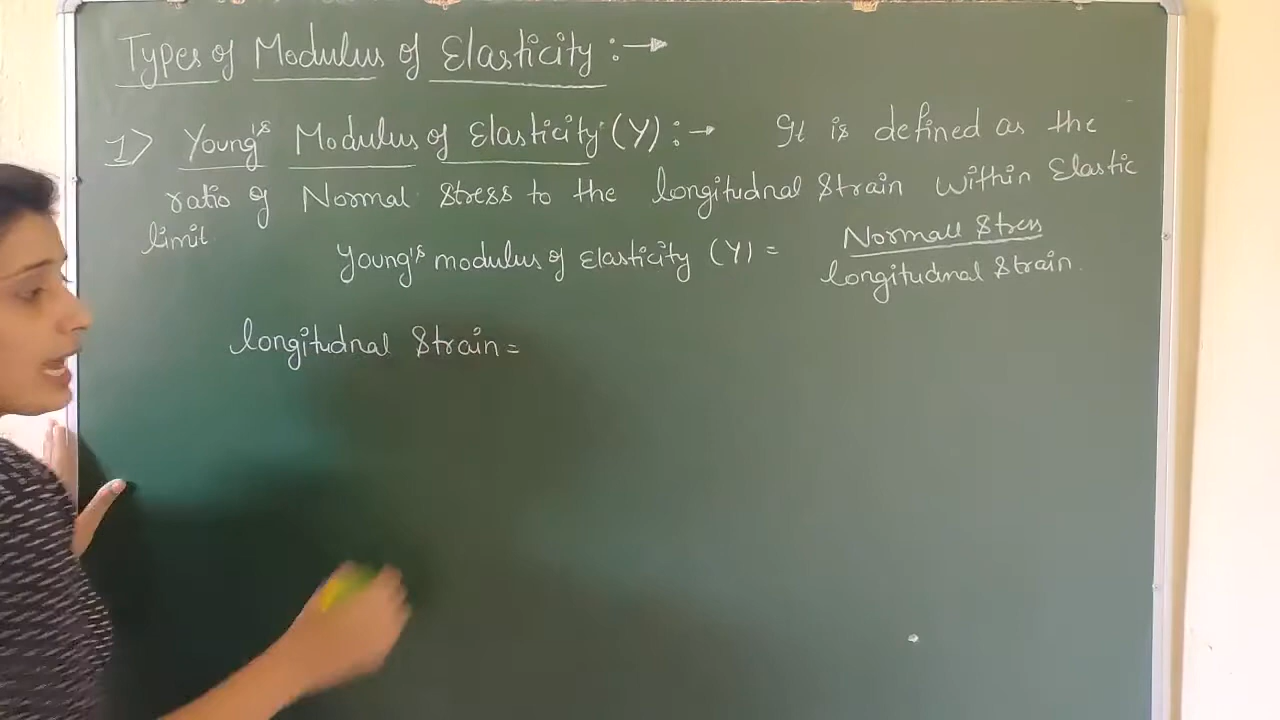 Types of Modulus of Elasticity :→
1> Young's Modulus of Elasticity (Y) :→ It is defined as the
ratio of Normal Stress to the longitudnal Strain within Elastic
limit
Young's modulus of Elasticity (Y) = Normall Stress
longitudnal Strain.
longitudnal Strain =